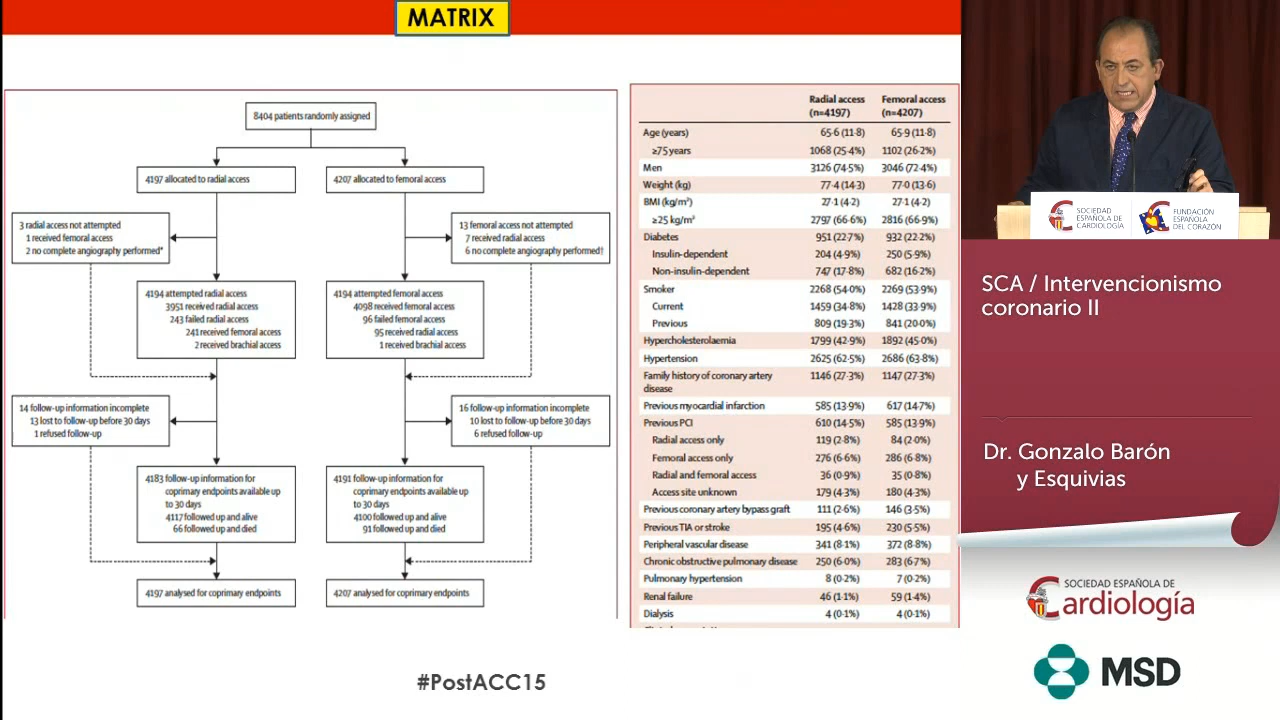 MATRIX
8404 patients randomly assigned
4197 allocated to radial access
4207 allocated to femoral access
3 radial access not attempted
1 received femoral access
2 no complete angiography performed*
13 femoral access not attempted
7 received radial access
6 no complete angiography performed†
4194 attempted radial access
3951 received radial access
243 failed radial access
241 received femoral access
2 received brachial access
4194 attempted femoral access
4098 received femoral access
96 failed femoral access
95 received radial access
1 received brachial access
14 follow-up information incomplete
13 lost to follow-up before 30 days
1 refused follow-up
16 follow-up information incomplete
10 lost to follow-up before 30 days
6 refused follow-up
4183 follow-up information for
coprimary endpoints available up
to 30 days
4117 followed up and alive
66 followed up and died
4191 follow-up information for
coprimary endpoints available up
to 30 days
4100 followed up and alive
91 followed up and died
4197 analysed for coprimary endpoints
4207 analysed for coprimary endpoints
Radial access Femoral access
(n=4197) (n=4207)
Age (years) 65·6 (11·8) 65·9 (11·8)
≥75 years 1068 (25·4%) 1102 (26·2%)
Men 3126 (74·5%) 3046 (72·4%)
Weight (kg) 77·4 (14·3) 77·0 (13·6)
BMI (kg/m²) 27·1 (4·2) 27·1 (4·2)
≥25 kg/m² 2797 (66·6%) 2816 (66·9%)
Diabetes 951 (22·7%) 932 (22·2%)
Insulin-dependent 204 (4·9%) 250 (5·9%)
Non-insulin-dependent 747 (17·8%) 682 (16·2%)
Smoker 2268 (54·0%) 2269 (53·9%)
Current 1459 (34·8%) 1428 (33·9%)
Previous 809 (19·3%) 841 (20·0%)
Hypercholesterolaemia 1799 (42·9%) 1892 (45·0%)
Hypertension 2625 (62·5%) 2686 (63·8%)
Family history of coronary artery 1146 (27·3%) 1147 (27·3%)
disease
Previous myocardial infarction 585 (13·9%) 617 (14·7%)
Previous PCI 610 (14·5%) 585 (13·9%)
Radial access only 119 (2·8%) 84 (2·0%)
Femoral access only 276 (6·6%) 286 (6·8%)
Radial and femoral access 36 (0·9%) 35 (0·8%)
Access site unknown 179 (4·3%) 180 (4·3%)
Previous coronary artery bypass graft 111 (2·6%) 146 (3·5%)
Previous TIA or stroke 195 (4·6%) 230 (5·5%)
Peripheral vascular disease 341 (8·1%) 372 (8·8%)
Chronic obstructive pulmonary disease 250 (6·0%) 283 (6·7%)
Pulmonary hypertension 8 (0·2%) 7 (0·2%)
Renal failure 46 (1·1%) 59 (1·4%)
Dialysis 4 (0·1%) 4 (0·1%)
#PostACC15
SOCIEDAD
ESPAÑOLA DE
CARDIOLOGÍA
FUNDACIÓN
ESPAÑOLA
DEL CORAZÓN
SCA / Intervencionismo
coronario II
Dr. Gonzalo Barón
y Esquivias
SOCIEDAD ESPAÑOLA DE
Cardiología
MSD